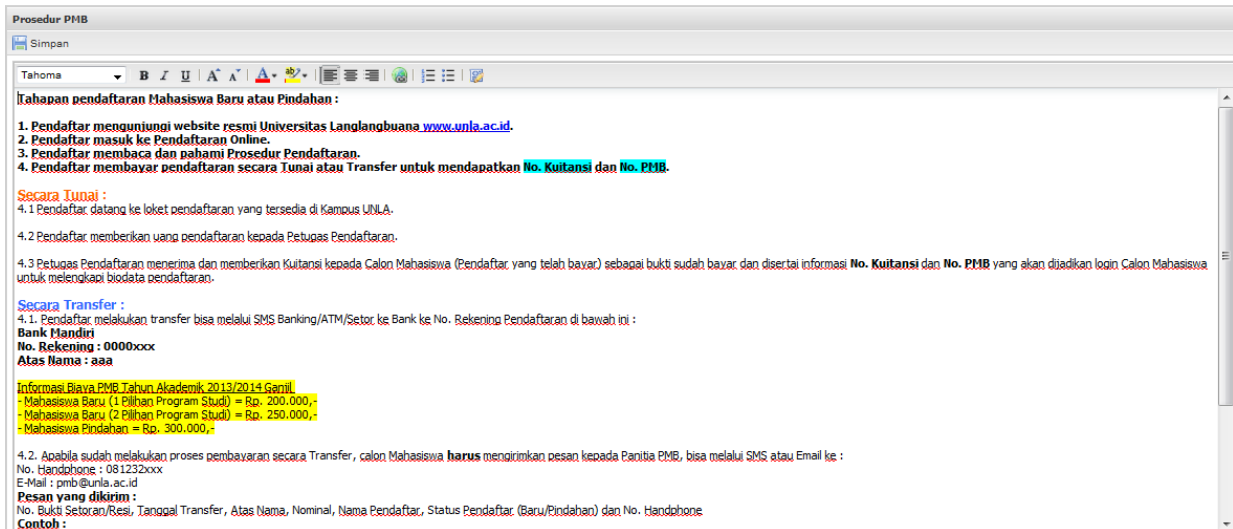 Prosedur PMB
Simpan
Tahoma B I U A A A ab
Tahapan pendaftaran Mahasiswa Baru atau Pindahan :
1. Pendaftar mengunjungi website resmi Universitas Langlangbuana www.unla.ac.id.
2. Pendaftar masuk ke Pendaftaran Online.
3. Pendaftar membaca dan pahami Prosedur Pendaftaran.
4. Pendaftar membayar pendaftaran secara Tunai atau Transfer untuk mendapatkan No. Kuitansi dan No. PMB.
Secara Tunai :
4.1 Pendaftar datang ke loket pendaftaran yang tersedia di Kampus UNLA.
4.2 Pendaftar memberikan uang pendaftaran kepada Petugas Pendaftaran.
4.3 Petugas Pendaftaran menerima dan memberikan Kuitansi kepada Calon Mahasiswa (Pendaftar yang telah bayar) sebagai bukti sudah bayar dan disertai informasi No. Kuitansi dan No. PMB yang akan dijadikan login Calon Mahasiswa
untuk melengkapi biodata pendaftaran.
Secara Transfer :
4.1. Pendaftar melakukan transfer bisa melalui SMS Banking/ATM/Setor ke Bank ke No. Rekening Pendaftaran di bawah ini :
Bank Mandiri
No. Rekening : 0000xxx
Atas Nama : aaa
Informasi Biaya PMB Tahun Akademik 2013/2014 Ganjil
- Mahasiswa Baru (1 Pilihan Program Studi) = Rp. 200.000,-
- Mahasiswa Baru (2 Pilihan Program Studi) = Rp. 250.000,-
- Mahasiswa Pindahan = Rp. 300.000,-
4.2. Apabila sudah melakukan proses pembayaran secara Transfer, calon Mahasiswa harus mengirimkan pesan kepada Panitia PMB, bisa melalui SMS atau Email ke :
No. Handphone : 081232xxx
E-Mail : pmb@unla.ac.id
Pesan yang dikirim :
No. Bukti Setoran/Resi, Tanggal Transfer, Atas Nama, Nominal, Nama Pendaftar, Status Pendaftar (Baru/Pindahan) dan No. Handphone
Contoh :